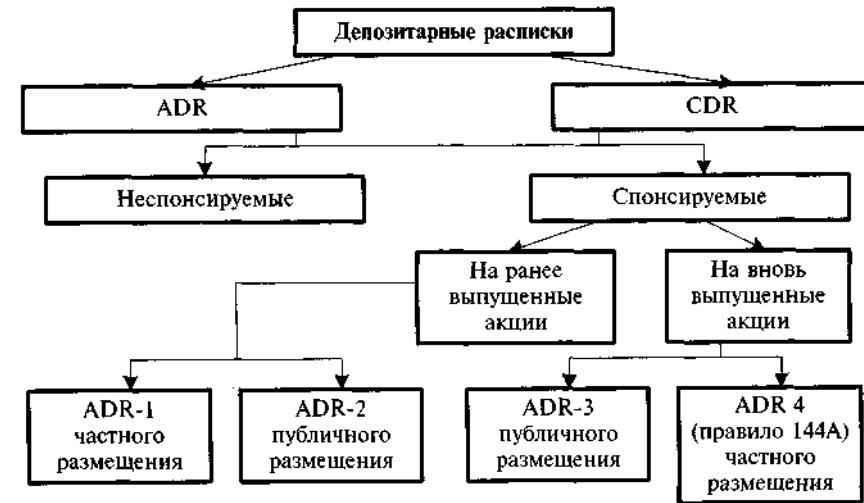 Депозитарные расписки
ADR
CDR
Неспонсируемые
Спонсируемые
На ранее
выпущенные
акции
На вновь
выпущенные
акции
ADR-1
частного
размещения
ADR-2
публичного
размещения
ADR-3
публичного
размещения
ADR 4
(правило 144А)
частного
размещения